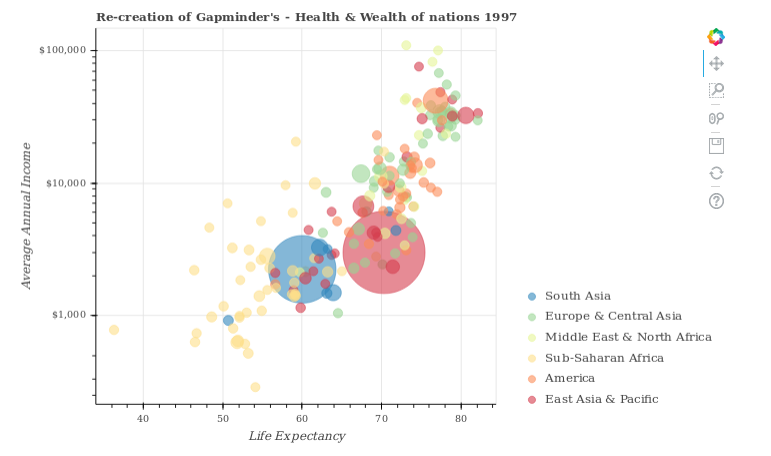 Re-creation of Gapminder's - Health & Wealth of nations 1997
$100,000
$10,000
$1,000
Average Annual Income
40 50 60 70 80
Life Expectancy
South Asia
Europe & Central Asia
Middle East & North Africa
Sub-Saharan Africa
America
East Asia & Pacific